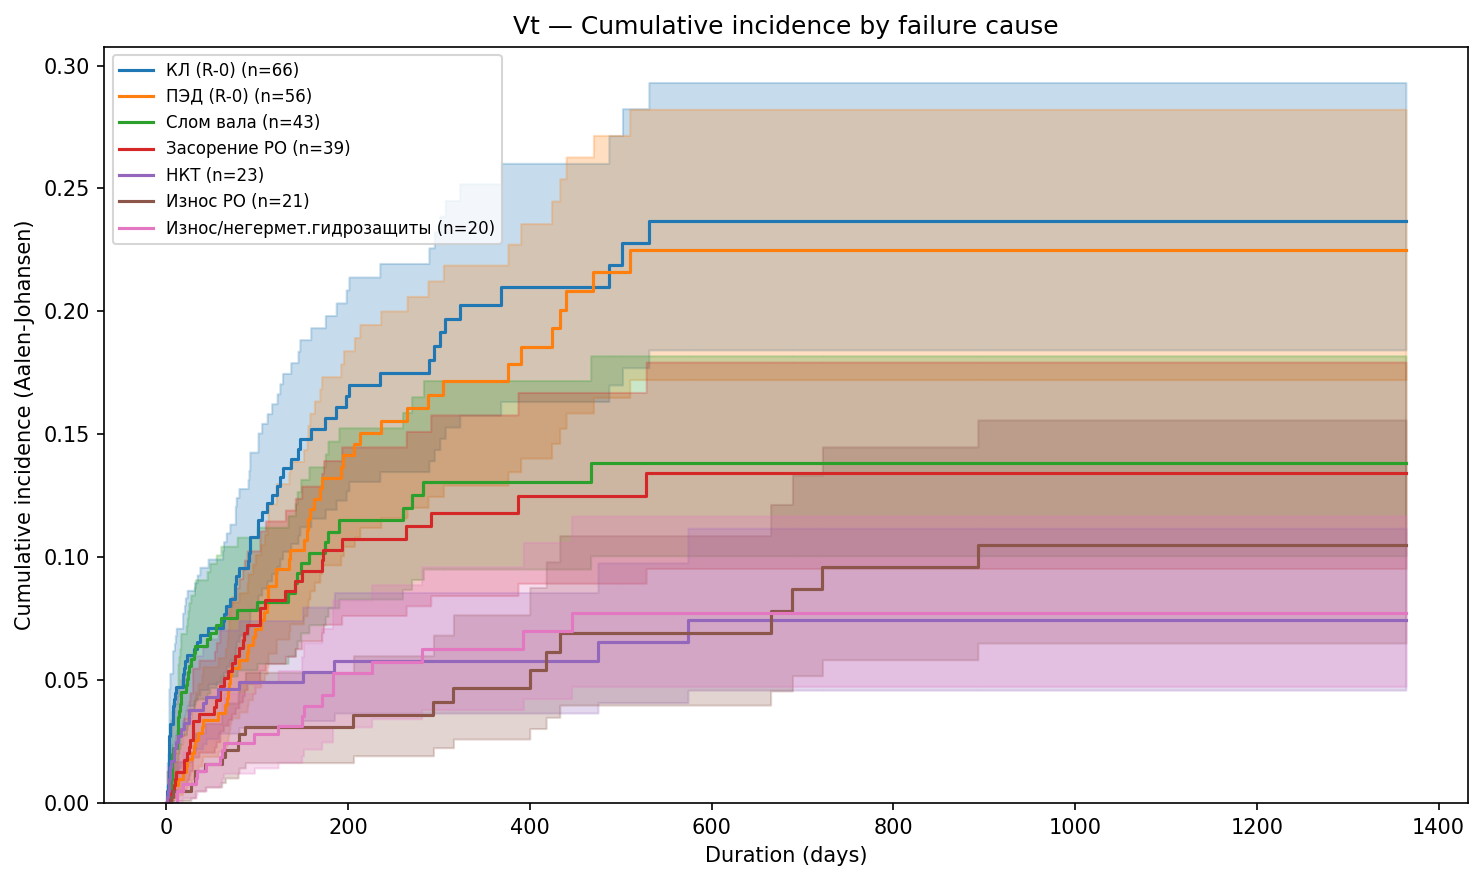 Vt — Cumulative incidence by failure cause
КЛ (R-0) (n=66)
ПЭД (R-0) (n=56)
Слом вала (n=43)
Засорение РО (n=39)
НКТ (n=23)
Износ РО (n=21)
Износ/негермет.гидрозащиты (n=20)
Cumulative incidence (Aalen-Johansen)
0.30
0.25
0.20
0.15
0.10
0.05
0.00
0 200 400 600 800 1000 1200 1400
Duration (days)